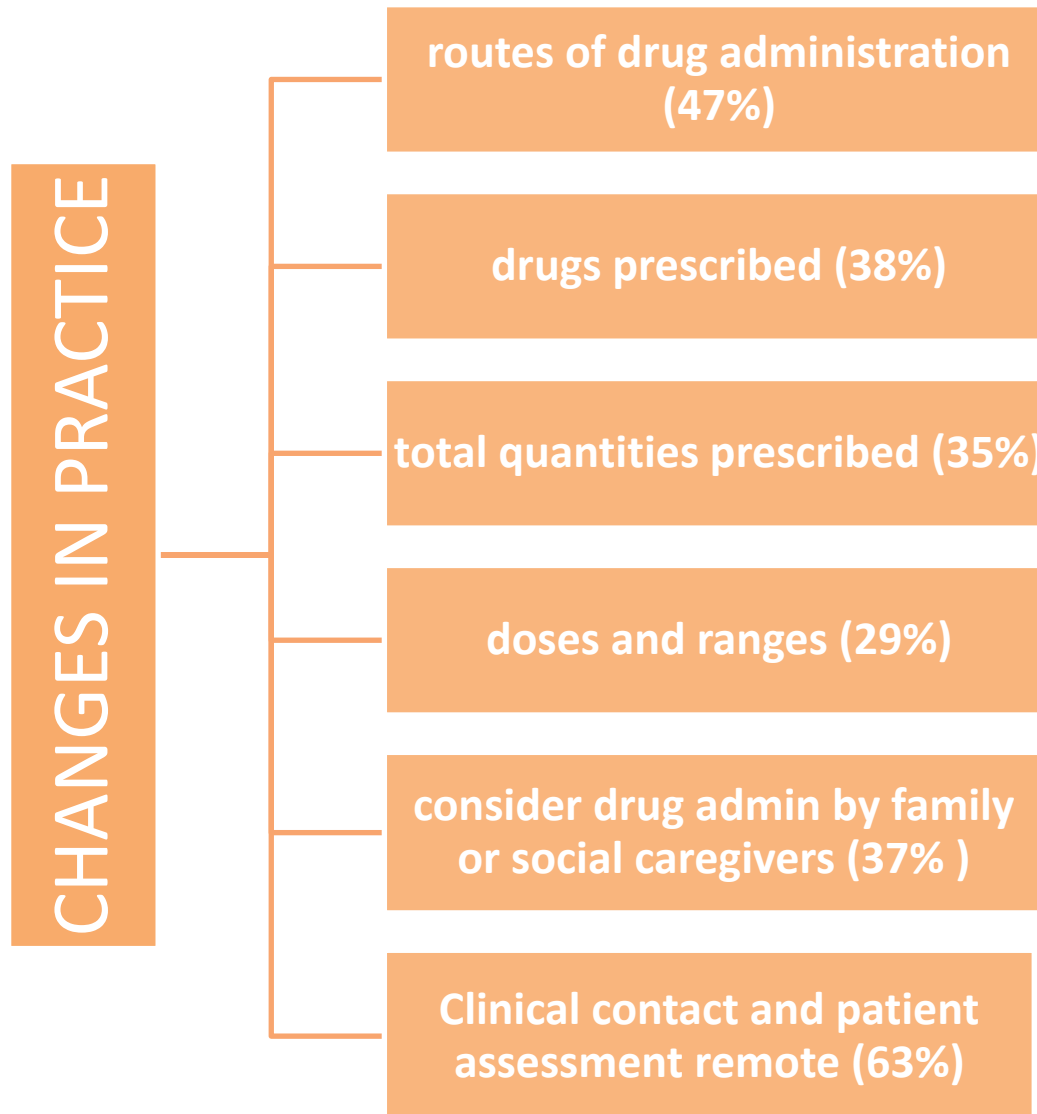 CHANGES IN PRACTICE
routes of drug administration
(47%)
drugs prescribed (38%)
total quantities prescribed (35%)
doses and ranges (29%)
consider drug admin by family
or social caregivers (37% )
Clinical contact and patient
assessment remote (63%)